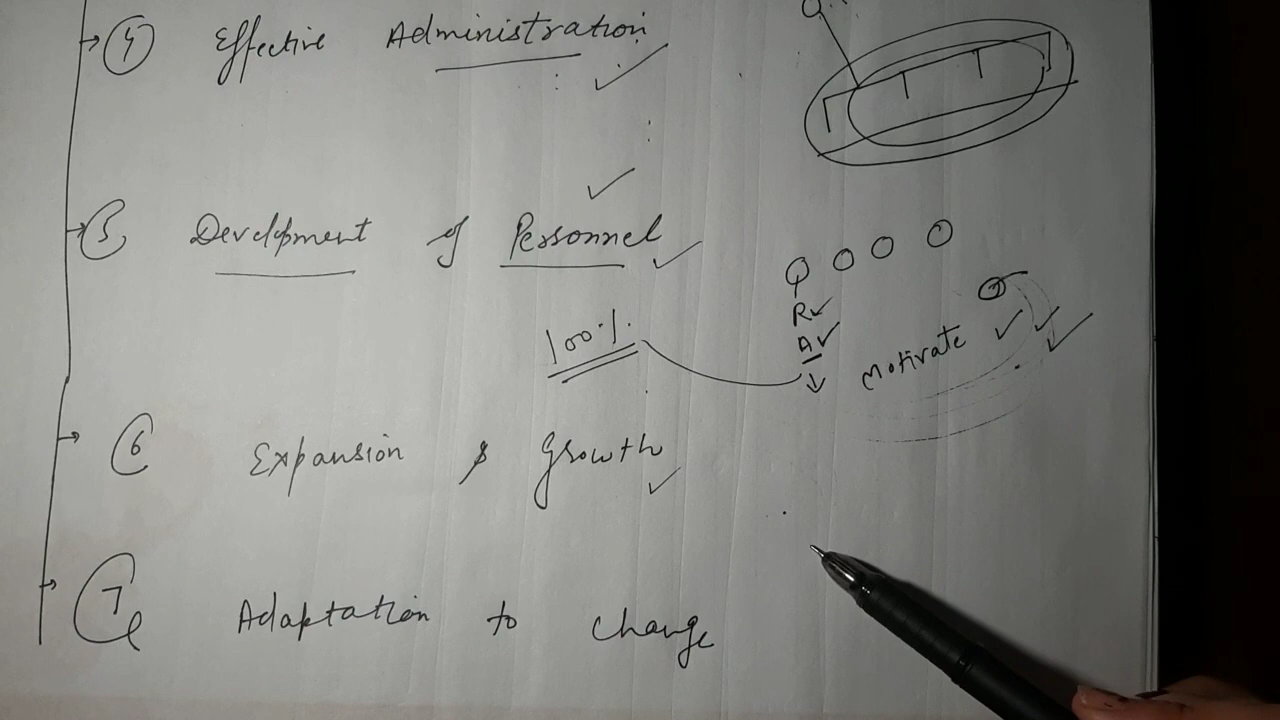 4 Effective Administration
5 Development of Personnel
R
A
100%
Motivate
6 Expansion & Growth
7 Adaptation to change